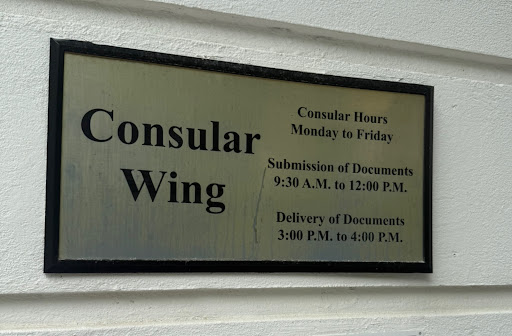 Consular
Wing
Consular Hours
Monday to Friday
Submission of Documents
9:30 A.M. to 12:00 P.M.
Delivery of Documents
3:00 P.M. to 4:00 P.M.